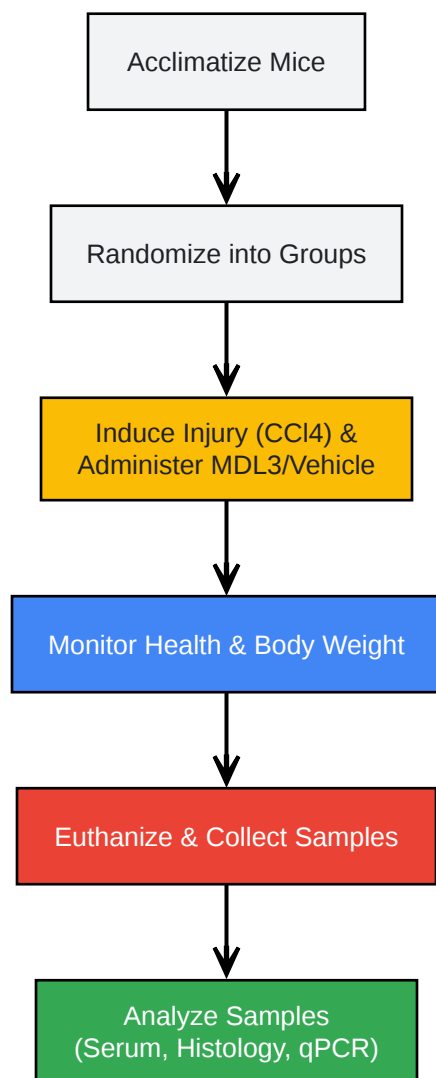 Acclimatize Mice
Randomize into Groups
Induce Injury (CCl4) &
Administer MDL3/Vehicle
Monitor Health & Body Weight
Euthanize & Collect Samples
Analyze Samples
(Serum, Histology, qPCR)